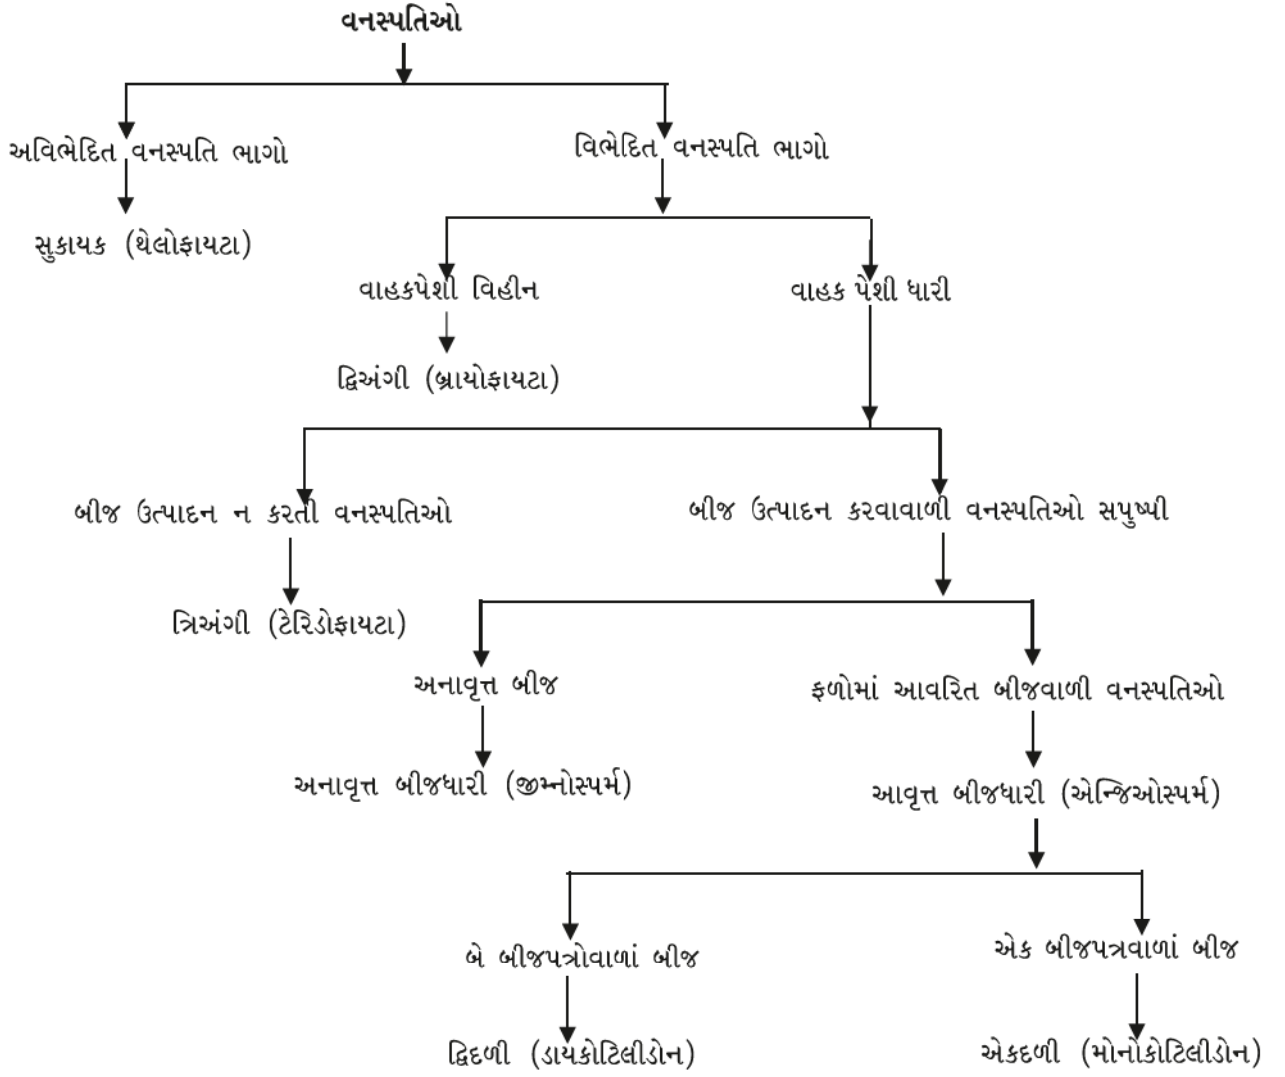 વનસ્પતિઓ
અવિભેદિત વનસ્પતિ ભાગો
વિભેદિત વનસ્પતિ ભાગો
સુકાયક (થેલોફાયટા)
વાહકપેશી વિહીન
વાહક પેશી ધારી
દ્વિઅંગી (બ્રાયોફાયટા)
બીજ ઉત્પાદન ન કરતી વનસ્પતિઓ
બીજ ઉત્પાદન કરવાવાળી વનસ્પતિઓ સપુષ્પી
ત્રિઅંગી (ટેરિડોફાયટા)
અનાવૃત્ત બીજ
ફળોમાં આવરિત બીજવાળી વનસ્પતિઓ
અનાવૃત્ત બીજધારી (જીમ્નોસ્પર્મ)
આવૃત્ત બીજધારી (એન્જિઓસ્પર્મ)
બે બીજપત્રોવાળાં બીજ
એક બીજપત્રવાળાં બીજ
દ્વિદળી (ડાયકોટિલીડોન)
એકદળી (મોનોકોટિલીડોન)